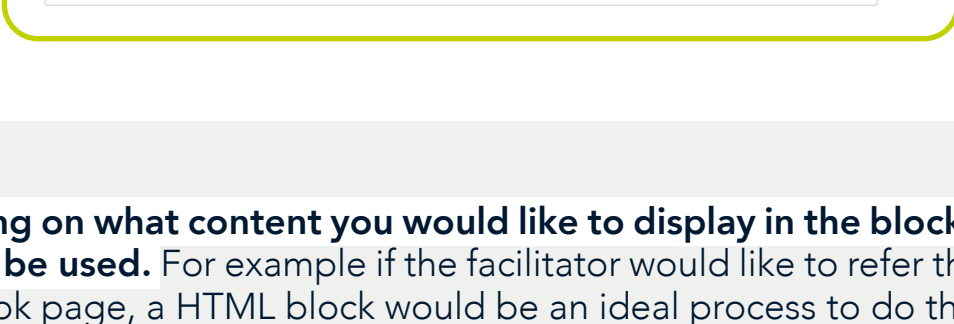 ng on what content you would like to display in the block
be used. For example if the facilitator would like to refer th
ok page, a HTML block would be an ideal process to do th